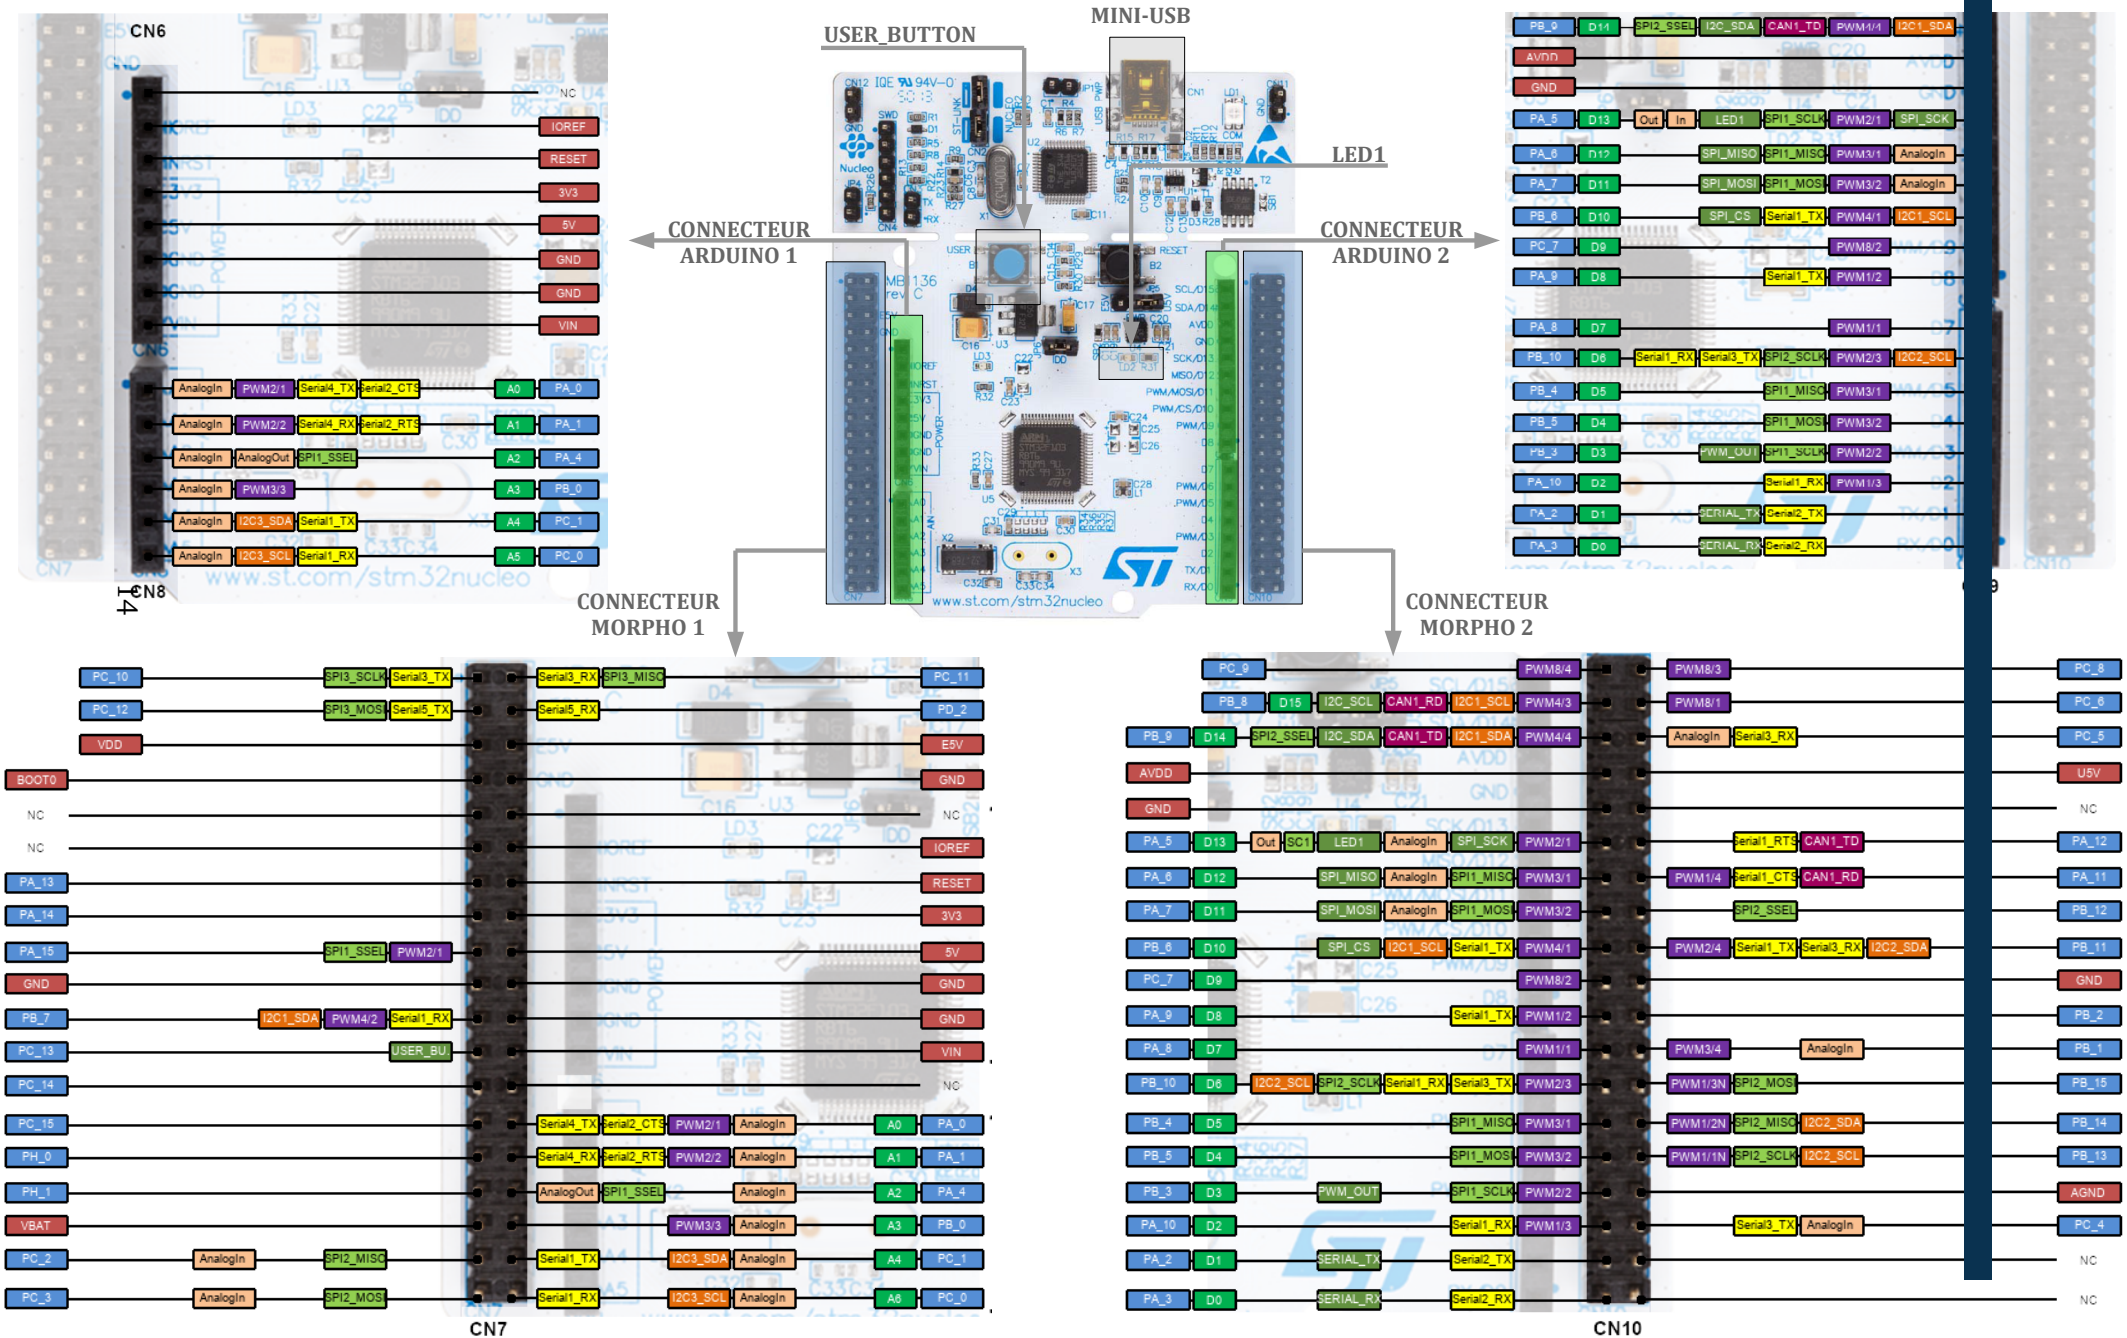 MINI-USB
USER_BUTTON
LED1
CONNECTEUR
ARDUINO 1
CONNECTEUR
ARDUINO 2
CONNECTEUR
MORPHO 1
CONNECTEUR
MORPHO 2
CN6
NC
IOREF
RESET
3V3
5V
GND
GND
VIN
AnalogIn PWM2/1 Serial4_TX Serial2_CTS A0 PA_0
AnalogIn PWM2/2 Serial4_RX Serial2_RTS A1 PA_1
AnalogIn AnalogOut SPI1_SSEL A2 PA_4
AnalogIn PWM3/3 A3 PB_0
AnalogIn I2C3_SDA Serial1_TX A4 PC_1
AnalogIn I2C3_SCL Serial1_RX A5 PC_0
CN8
14
www.st.com/stm32nucleo
PB_9 D14 SPI2_SSEL I2C_SDA CAN1_TD PWM4/4 I2C1_SDA
AVDD
GND
PA_5 D13 Out In LED1 SPI1_SCLK PWM2/1 SPI_SCK
PA_6 D12 SPI_MISO SPI1_MISO PWM3/1 AnalogIn
PA_7 D11 SPI_MOSI SPI1_MOSI PWM3/2 AnalogIn
PB_6 D10 SPI_CS Serial1_TX PWM4/1 I2C1_SCL
PC_7 D9 PWM8/2
PA_9 D8 Serial1_TX PWM1/2
PA_8 D7 PWM1/1
PB_10 D6 Serial1_RX Serial3_TX SPI2_SCLK PWM2/3 I2C2_SCL
PB_4 D5 SPI1_MISO PWM3/1
PB_5 D4 SPI1_MOSI PWM3/2
PB_3 D3 PWM_OUT SPI1_SCLK PWM2/2
PA_10 D2 Serial1_RX PWM1/3
PA_2 D1 SERIAL_TX Serial2_TX
PA_3 D0 SERIAL_RX Serial2_RX
www.st.com/stm32nucleo
PC_10 SPI3_SCLK Serial3_TX Serial3_RX SPI3_MISO PC_11
PC_12 SPI3_MOSI Serial5_TX Serial5_RX PD_2
VDD E5V
BOOT0 GND
NC NC
NC IOREF
PA_13 RESET
PA_14 3V3
PA_15 SPI1_SSEL PWM2/1 5V
GND GND
PB_7 I2C1_SDA PWM4/2 Serial1_RX GND
PC_13 USER_BU. VIN
PC_14 NC
PC_15 Serial4_TX Serial2_CTS PWM2/1 AnalogIn A0 PA_0
PH_0 Serial4_RX Serial2_RTS PWM2/2 AnalogIn A1 PA_1
PH_1 AnalogOut SPI1_SSEL AnalogIn A2 PA_4
VBAT PWM3/3 AnalogIn A3 PB_0
PC_2 AnalogIn SPI2_MISO Serial1_TX I2C3_SDA AnalogIn A4 PC_1
PC_3 AnalogIn SPI2_MOSI Serial1_RX I2C3_SCL AnalogIn A6 PC_0
CN7
PC_9 PWM8/4 PWM8/3 PC_8
PB_8 D15 I2C_SCL CAN1_RD I2C1_SCL PWM4/3 PWM8/1 PC_6
PB_9 D14 SPI2_SSEL I2C_SDA CAN1_TD I2C1_SDA PWM4/4 AnalogIn Serial3_RX PC_5
AVDD U5V
GND NC
PA_5 D13 Out SC1 LED1 AnalogIn SPI_SCK PWM2/1 Serial1_RTS CAN1_TD PA_12
PA_6 D12 SPI_MISO AnalogIn SPI1_MISO PWM3/1 PWM1/4 Serial1_CTS CAN1_RD PA_11
PA_7 D11 SPI_MOSI AnalogIn SPI1_MOSI PWM3/2 SPI2_SSEL PB_12
PB_6 D10 SPI_CS I2C1_SCL Serial1_TX PWM4/1 PWM2/4 Serial1_TX Serial3_RX I2C2_SDA PB_11
PC_7 D9 PWM8/2 GND
PA_9 D8 Serial1_TX PWM1/2 PB_2
PA_8 D7 PWM1/1 PWM3/4 AnalogIn PB_1
PB_10 D6 I2C2_SCL SPI2_SCLK Serial1_RX Serial3_TX PWM2/3 PWM1/3N SPI2_MOSI PB_15
PB_4 D5 SPI1_MISO PWM3/1 PWM1/2N SPI2_MISO I2C2_SDA PB_14
PB_5 D4 SPI1_MOSI PWM3/2 PWM1/1N SPI2_SCLK I2C2_SCL PB_13
PB_3 D3 PWM_OUT SPI1_SCLK PWM2/2 AGND
PA_10 D2 Serial1_RX PWM1/3 Serial3_TX AnalogIn PC_4
PA_2 D1 SERIAL_TX Serial2_TX NC
PA_3 D0 SERIAL_RX Serial2_RX NC
CN10